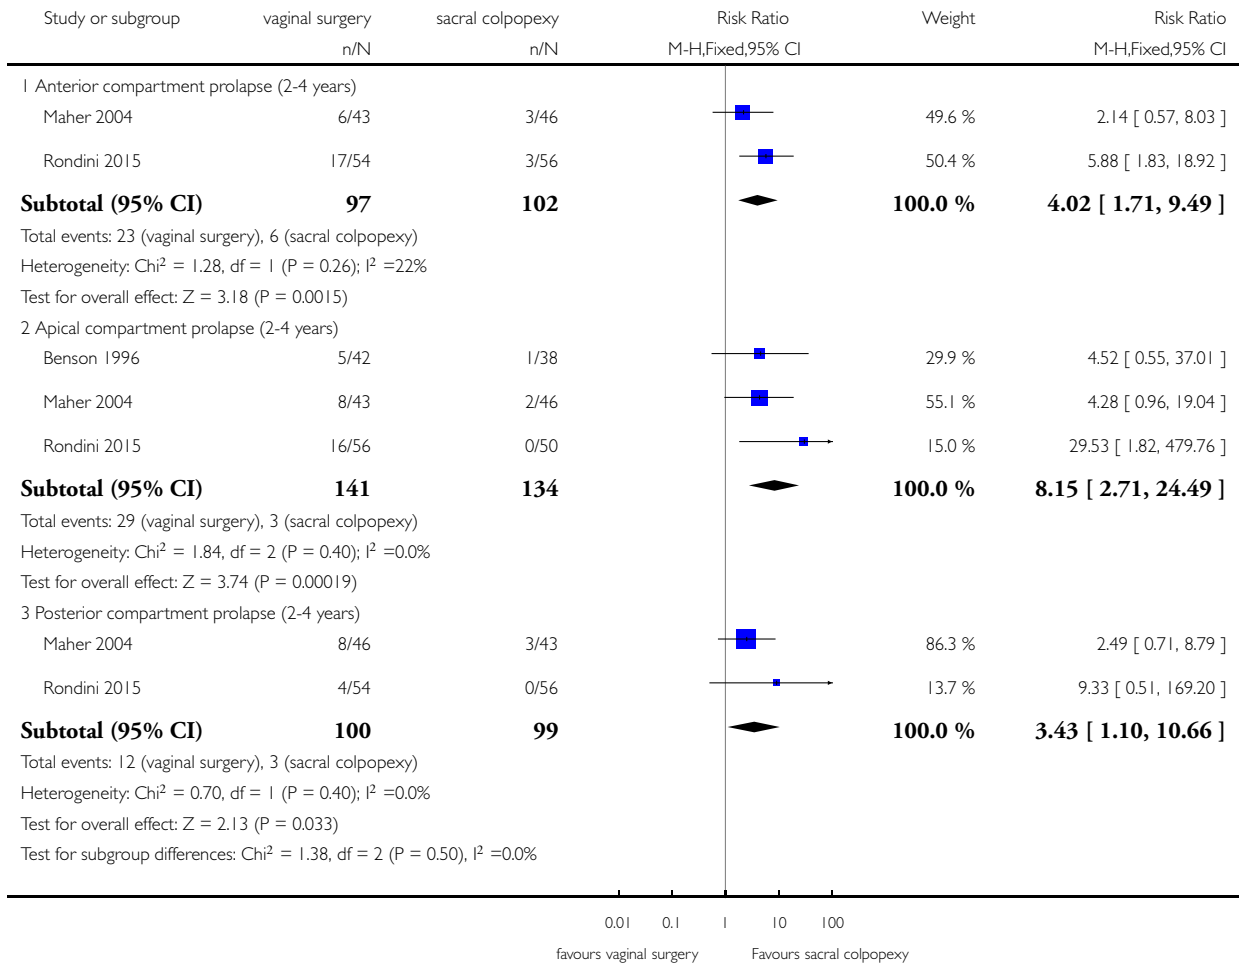 Study or subgroup vaginal surgery sacral colpopexy Risk Ratio Weight Risk Ratio
n/N n/N M-H,Fixed,95% CI M-H,Fixed,95% CI
1 Anterior compartment prolapse (2-4 years)
Maher 2004 6/43 3/46 49.6 % 2.14 [ 0.57, 8.03 ]
Rondini 2015 17/54 3/56 50.4 % 5.88 [ 1.83, 18.92 ]
Subtotal (95% CI) 97 102 100.0 % 4.02 [ 1.71, 9.49 ]
Total events: 23 (vaginal surgery), 6 (sacral colpopexy)
Heterogeneity: Chi² = 1.28, df = 1 (P = 0.26); I² =22%
Test for overall effect: Z = 3.18 (P = 0.0015)
2 Apical compartment prolapse (2-4 years)
Benson 1996 5/42 1/38 29.9 % 4.52 [ 0.55, 37.01 ]
Maher 2004 8/43 2/46 55.1 % 4.28 [ 0.96, 19.04 ]
Rondini 2015 16/56 0/50 15.0 % 29.53 [ 1.82, 479.76 ]
Subtotal (95% CI) 141 134 100.0 % 8.15 [ 2.71, 24.49 ]
Total events: 29 (vaginal surgery), 3 (sacral colpopexy)
Heterogeneity: Chi² = 1.84, df = 2 (P = 0.40); I² =0.0%
Test for overall effect: Z = 3.74 (P = 0.00019)
3 Posterior compartment prolapse (2-4 years)
Maher 2004 8/46 3/43 86.3 % 2.49 [ 0.71, 8.79 ]
Rondini 2015 4/54 0/56 13.7 % 9.33 [ 0.51, 169.20 ]
Subtotal (95% CI) 100 99 100.0 % 3.43 [ 1.10, 10.66 ]
Total events: 12 (vaginal surgery), 3 (sacral colpopexy)
Heterogeneity: Chi² = 0.70, df = 1 (P = 0.40); I² =0.0%
Test for overall effect: Z = 2.13 (P = 0.033)
Test for subgroup differences: Chi² = 1.38, df = 2 (P = 0.50), I² =0.0%
0.01 0.1 1 10 100
favours vaginal surgery Favours sacral colpopexy